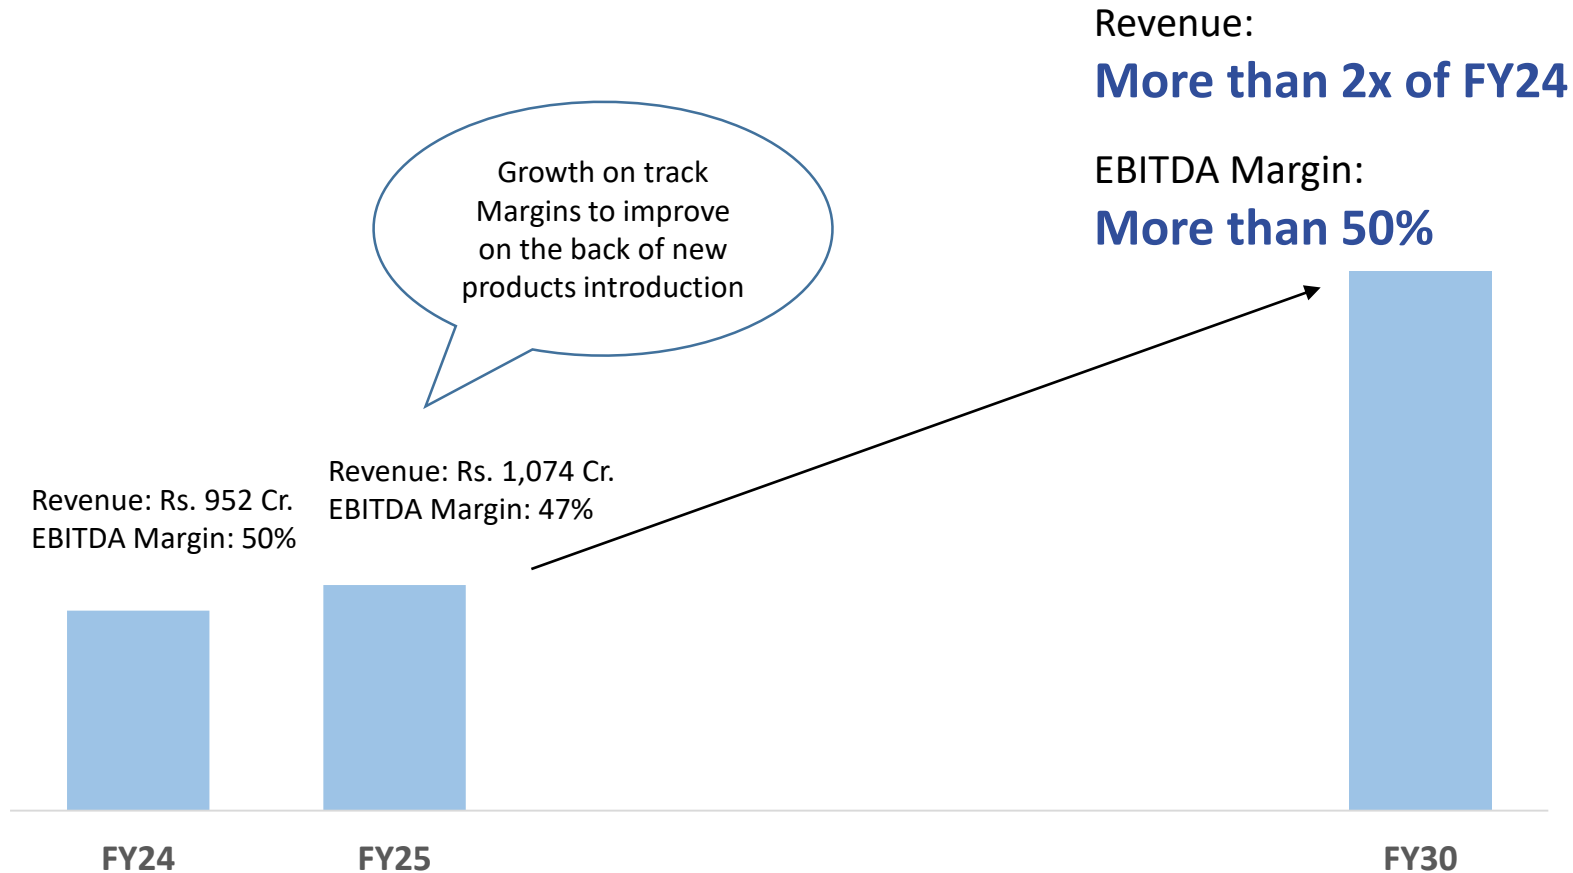 Revenue:
More than 2x of FY24
EBITDA Margin:
More than 50%
Growth on track
Margins to improve
on the back of new
products introduction
Revenue: Rs. 952 Cr.
EBITDA Margin: 50%
Revenue: Rs. 1,074 Cr.
EBITDA Margin: 47%
FY24
FY25
FY30